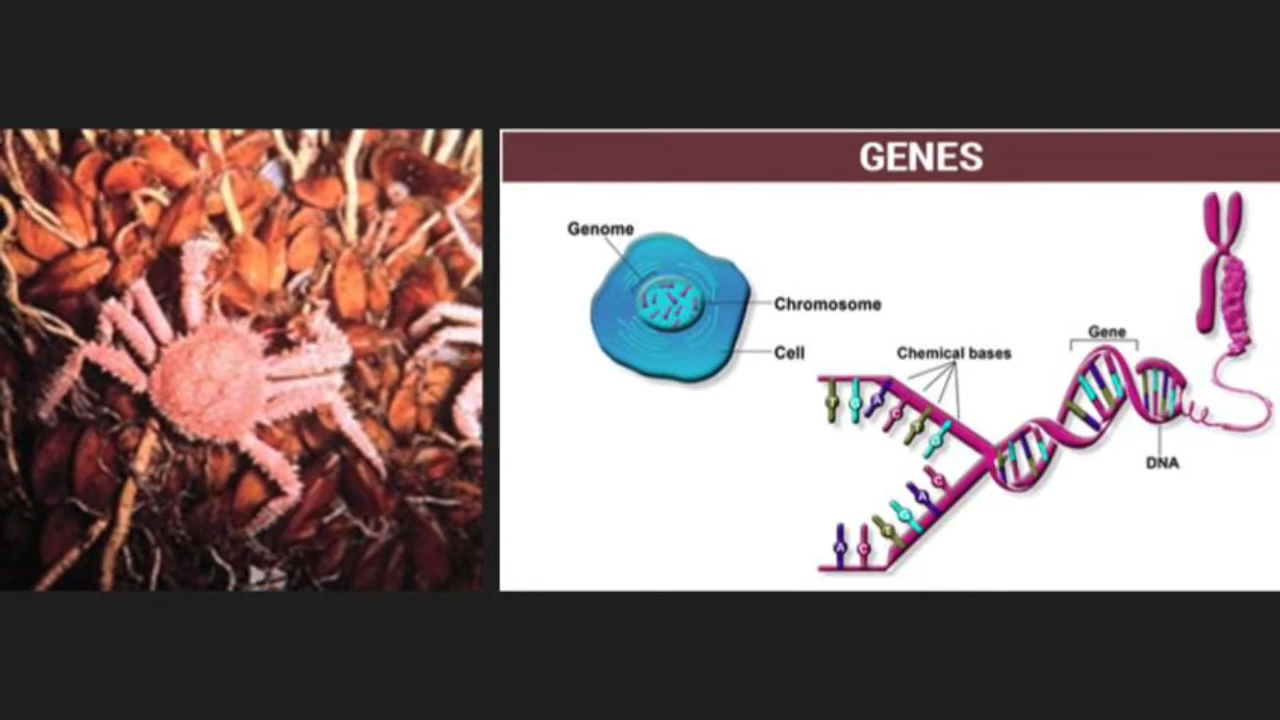 GENES
Genome
Chromosome
Cell
Chemical bases
Gene
DNA